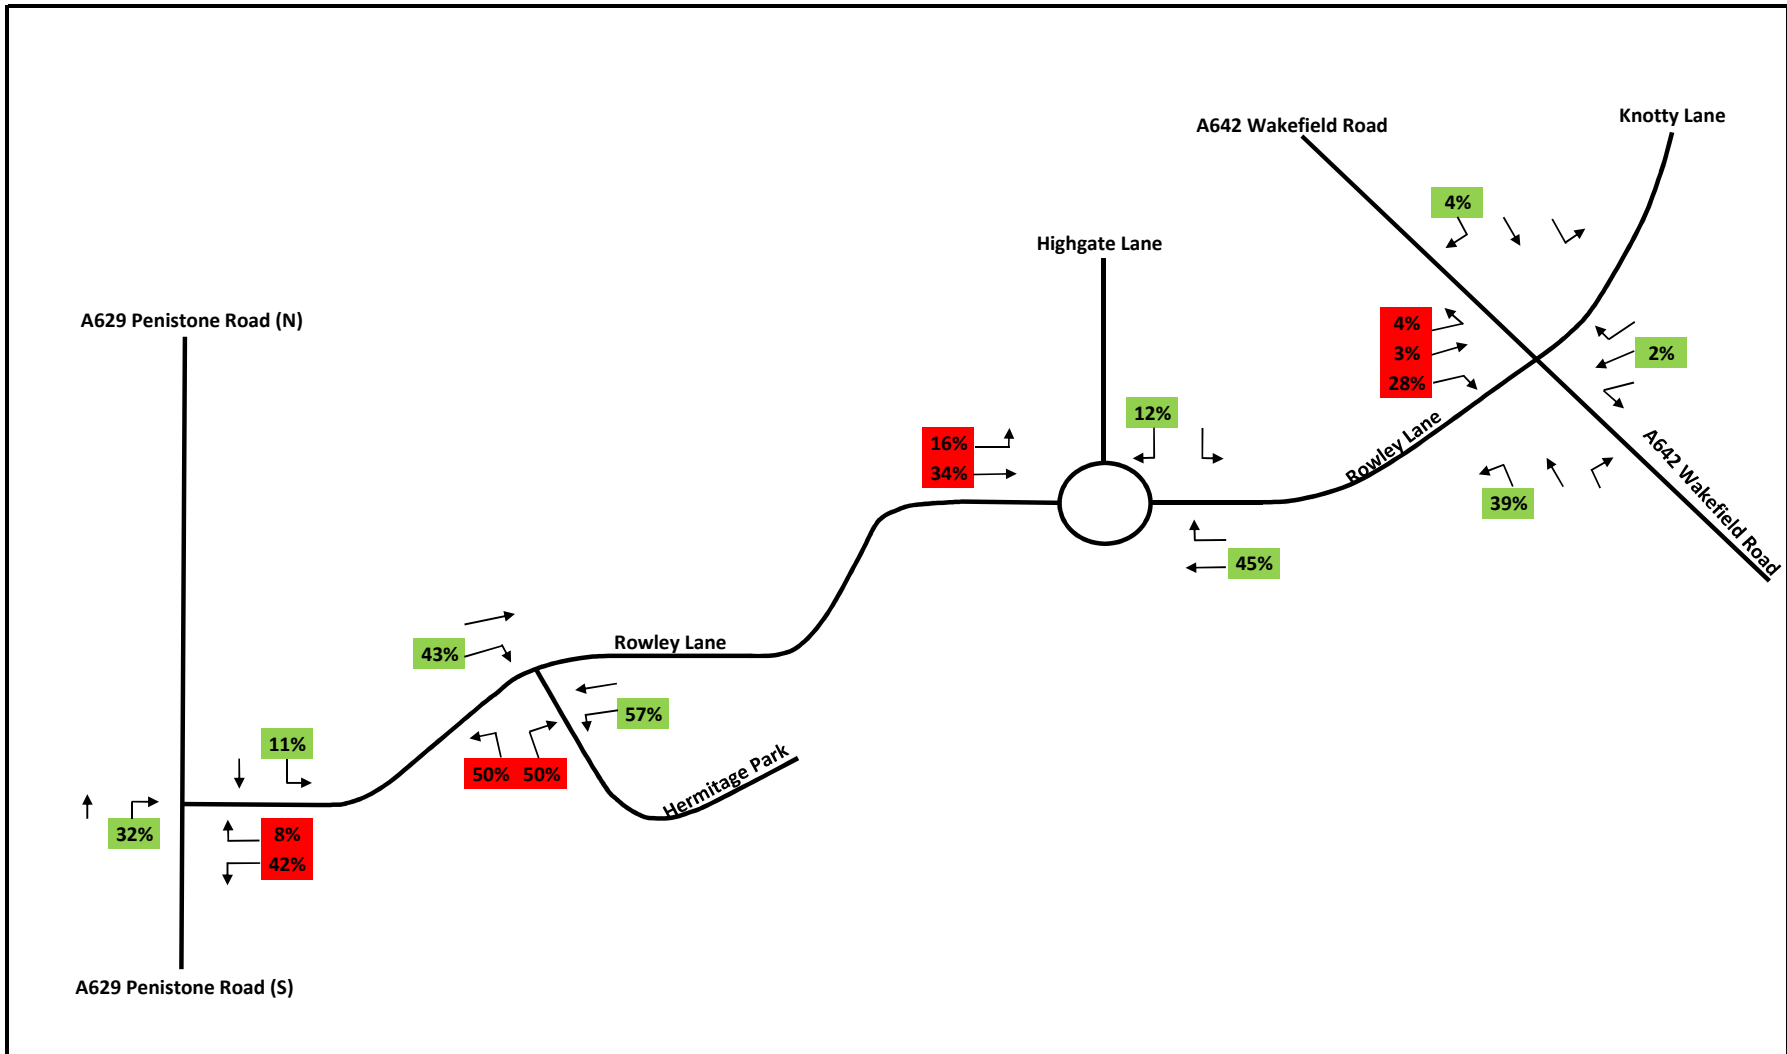 Knotty Lane
A642 Wakefield Road
4%
Highgate Lane
A629 Penistone Road (N)
4%
3%
28%
2%
12%
16%
34%
Rowley Lane
A642 Wakefield Road
39%
45%
43%
Rowley Lane
57%
11%
50% 50%
Hermitage Park
32%
8%
42%
A629 Penistone Road (S)